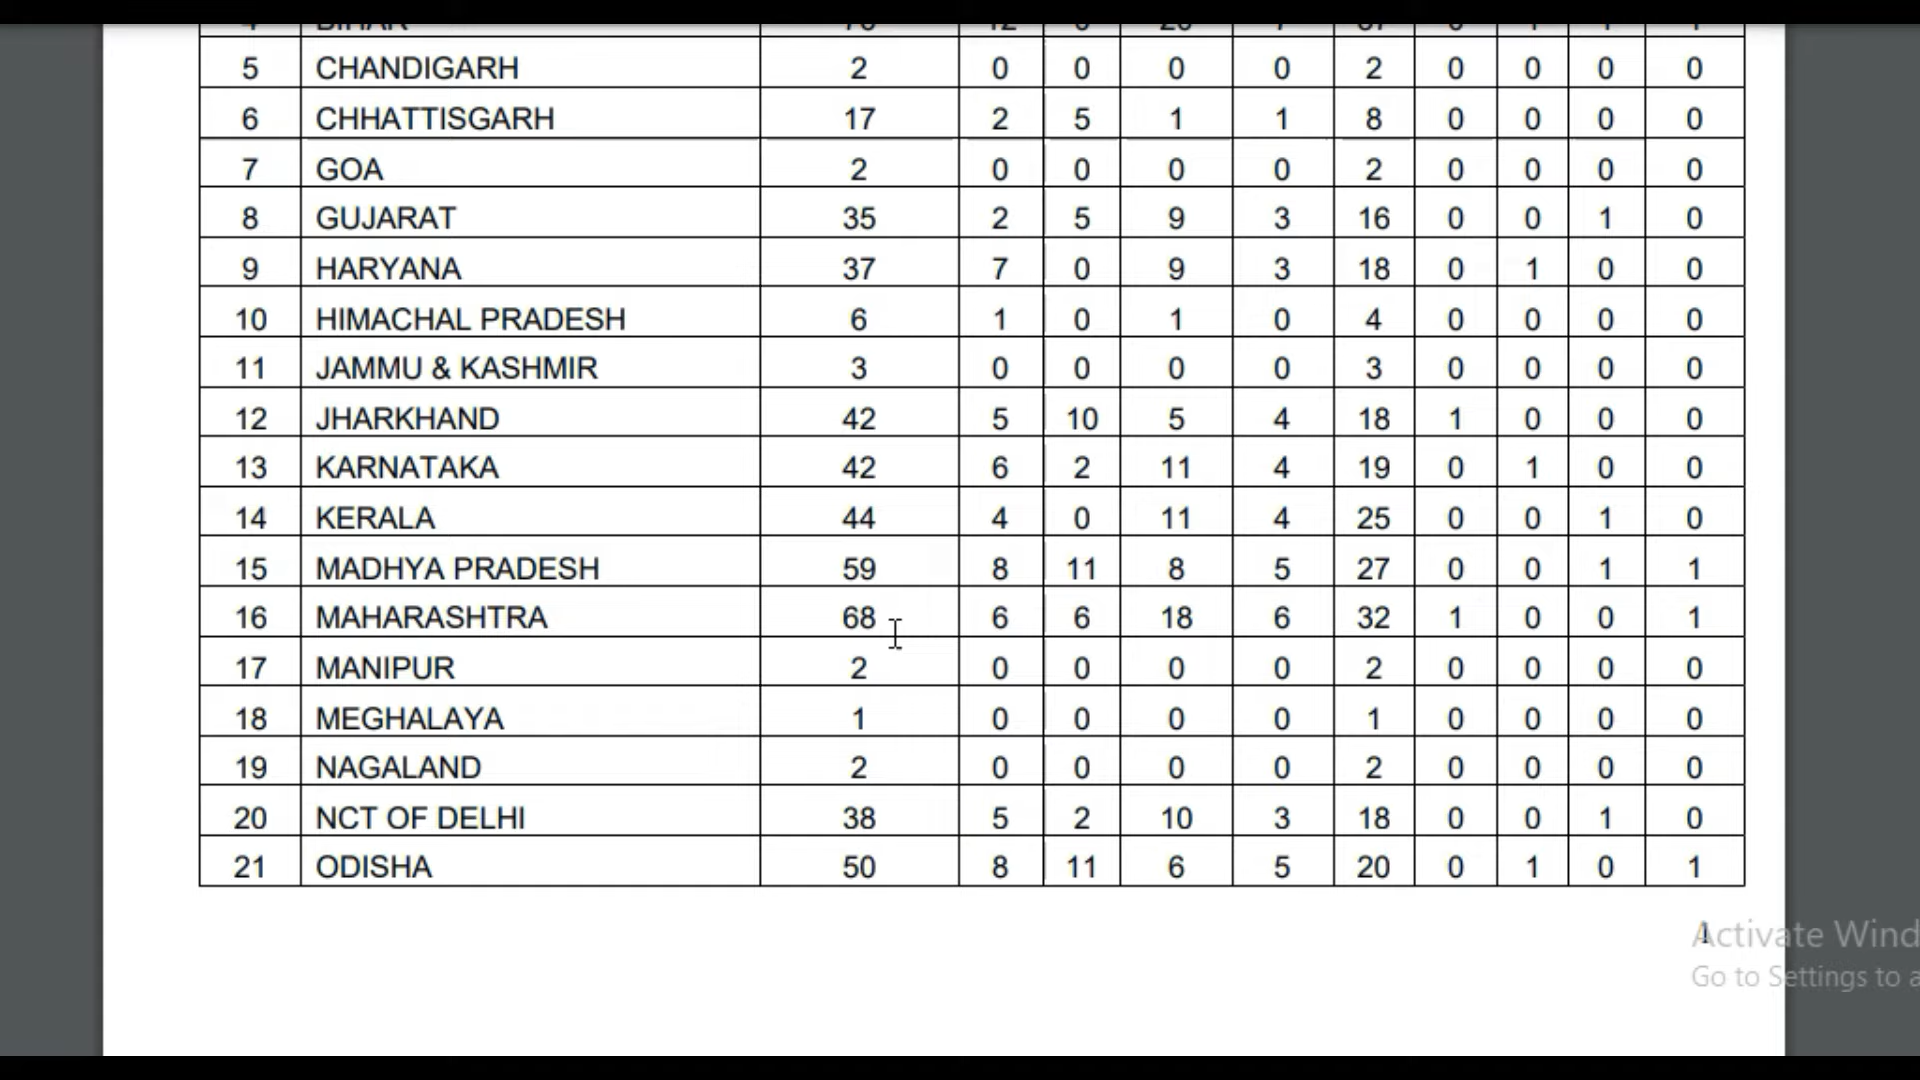 5 CHANDIGARH 2 0 0 0 0 2 0 0 0 0
6 CHHATTISGARH 17 2 5 1 1 8 0 0 0 0
7 GOA 2 0 0 0 0 2 0 0 0 0
8 GUJARAT 35 2 5 9 3 16 0 0 1 0
9 HARYANA 37 7 0 9 3 18 0 1 0 0
10 HIMACHAL PRADESH 6 1 0 1 0 4 0 0 0 0
11 JAMMU & KASHMIR 3 0 0 0 0 3 0 0 0 0
12 JHARKHAND 42 5 10 5 4 18 1 0 0 0
13 KARNATAKA 42 6 2 11 4 19 0 1 0 0
14 KERALA 44 4 0 11 4 25 0 0 1 0
15 MADHYA PRADESH 59 8 11 8 5 27 0 0 1 1
16 MAHARASHTRA 68 6 6 18 6 32 1 0 0 1
17 MANIPUR 2 0 0 0 0 2 0 0 0 0
18 MEGHALAYA 1 0 0 0 0 1 0 0 0 0
19 NAGALAND 2 0 0 0 0 2 0 0 0 0
20 NCT OF DELHI 38 5 2 10 3 18 0 0 1 0
21 ODISHA 50 8 11 6 5 20 0 1 0 1
Activate Wind
Go to Settings to a